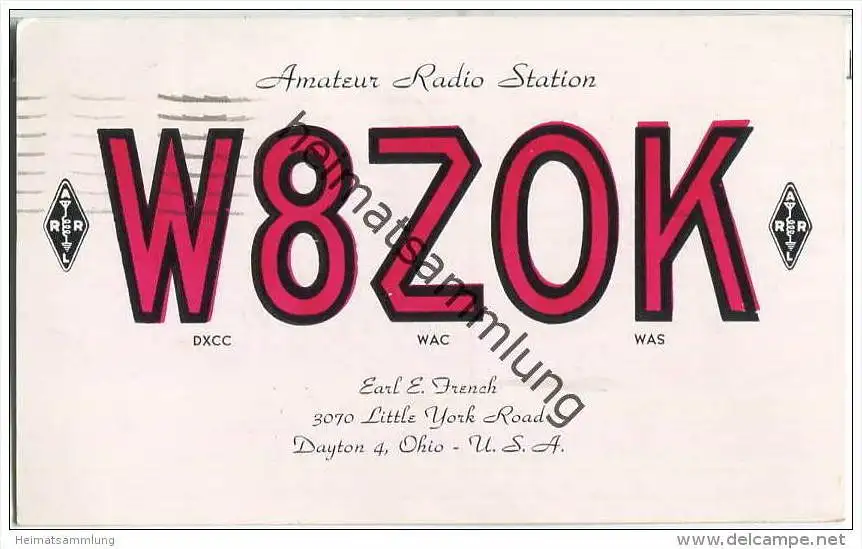 Amateur Radio Station
W8ZOK
A
R R
L
A
R R
L
DXCC WAC WAS
Earl E. French
3070 Little York Road
Dayton 4, Ohio - U. S. A.
heimatsammlung
Heimatsammlung
www.delcampe.net